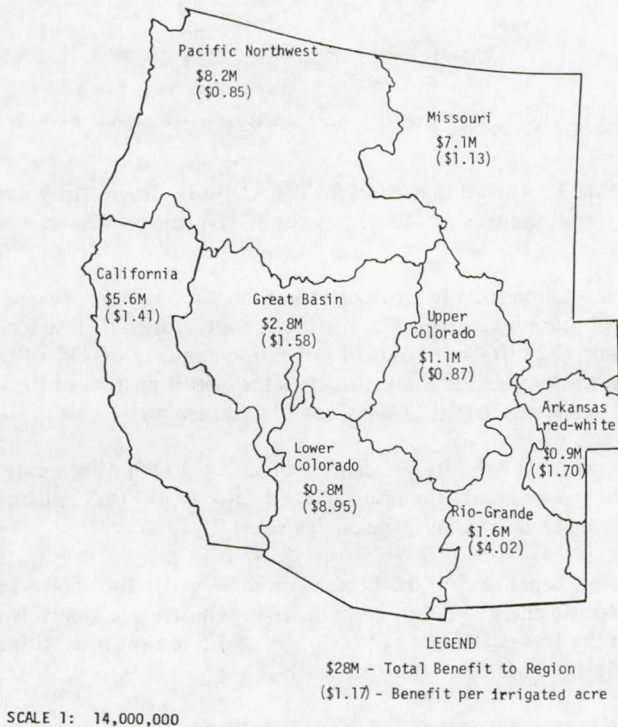 Pacific Northwest
$8.2M
($0.85)
Missouri
$7.1M
($1.13)
California
$5.6M
($1.41)
Great Basin
$2.8M
($1.58)
Upper
Colorado
$1.1M
($0.87)
Arkansas
red-white
$0.9M
($1.70)
Lower
Colorado
$0.8M
($8.95)
Rio-Grande
$1.6M
($4.02)
LEGEND
$28M - Total Benefit to Region
($1.17) - Benefit per irrigated acre
SCALE 1: 14,000,000